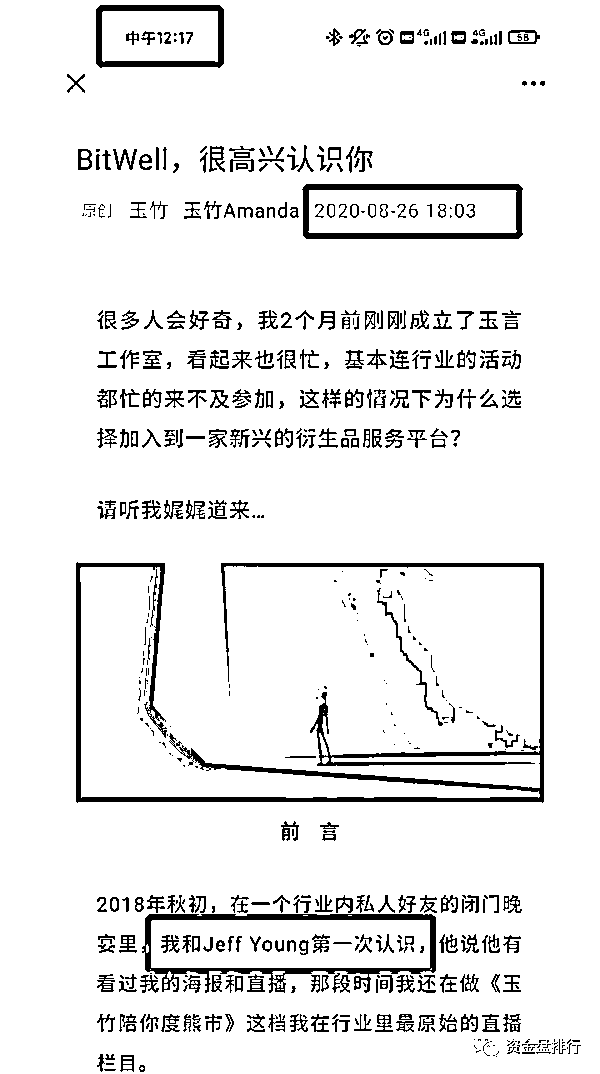 中午12:17
4G 4G 58
BitWell，很高兴认识你
原创 玉竹 玉竹Amanda 2020-08-26 18:03
很多人会好奇，我2个月前刚刚成立了玉言
工作室，看起来也很忙，基本连行业的活动
都忙的来不及参加，这样的情况下为什么选
择加入到一家新兴的衍生品服务平台？
请听我娓娓道来...
前 言
2018年秋初，在一个行业内私人好友的闭门晚
宴里，我和Jeff Young第一次认识，他说他有
看过我的海报和直播，那段时间我还在做《玉
竹陪你度熊市》这档我在行业里最原始的直播
栏目。
资金盘排行